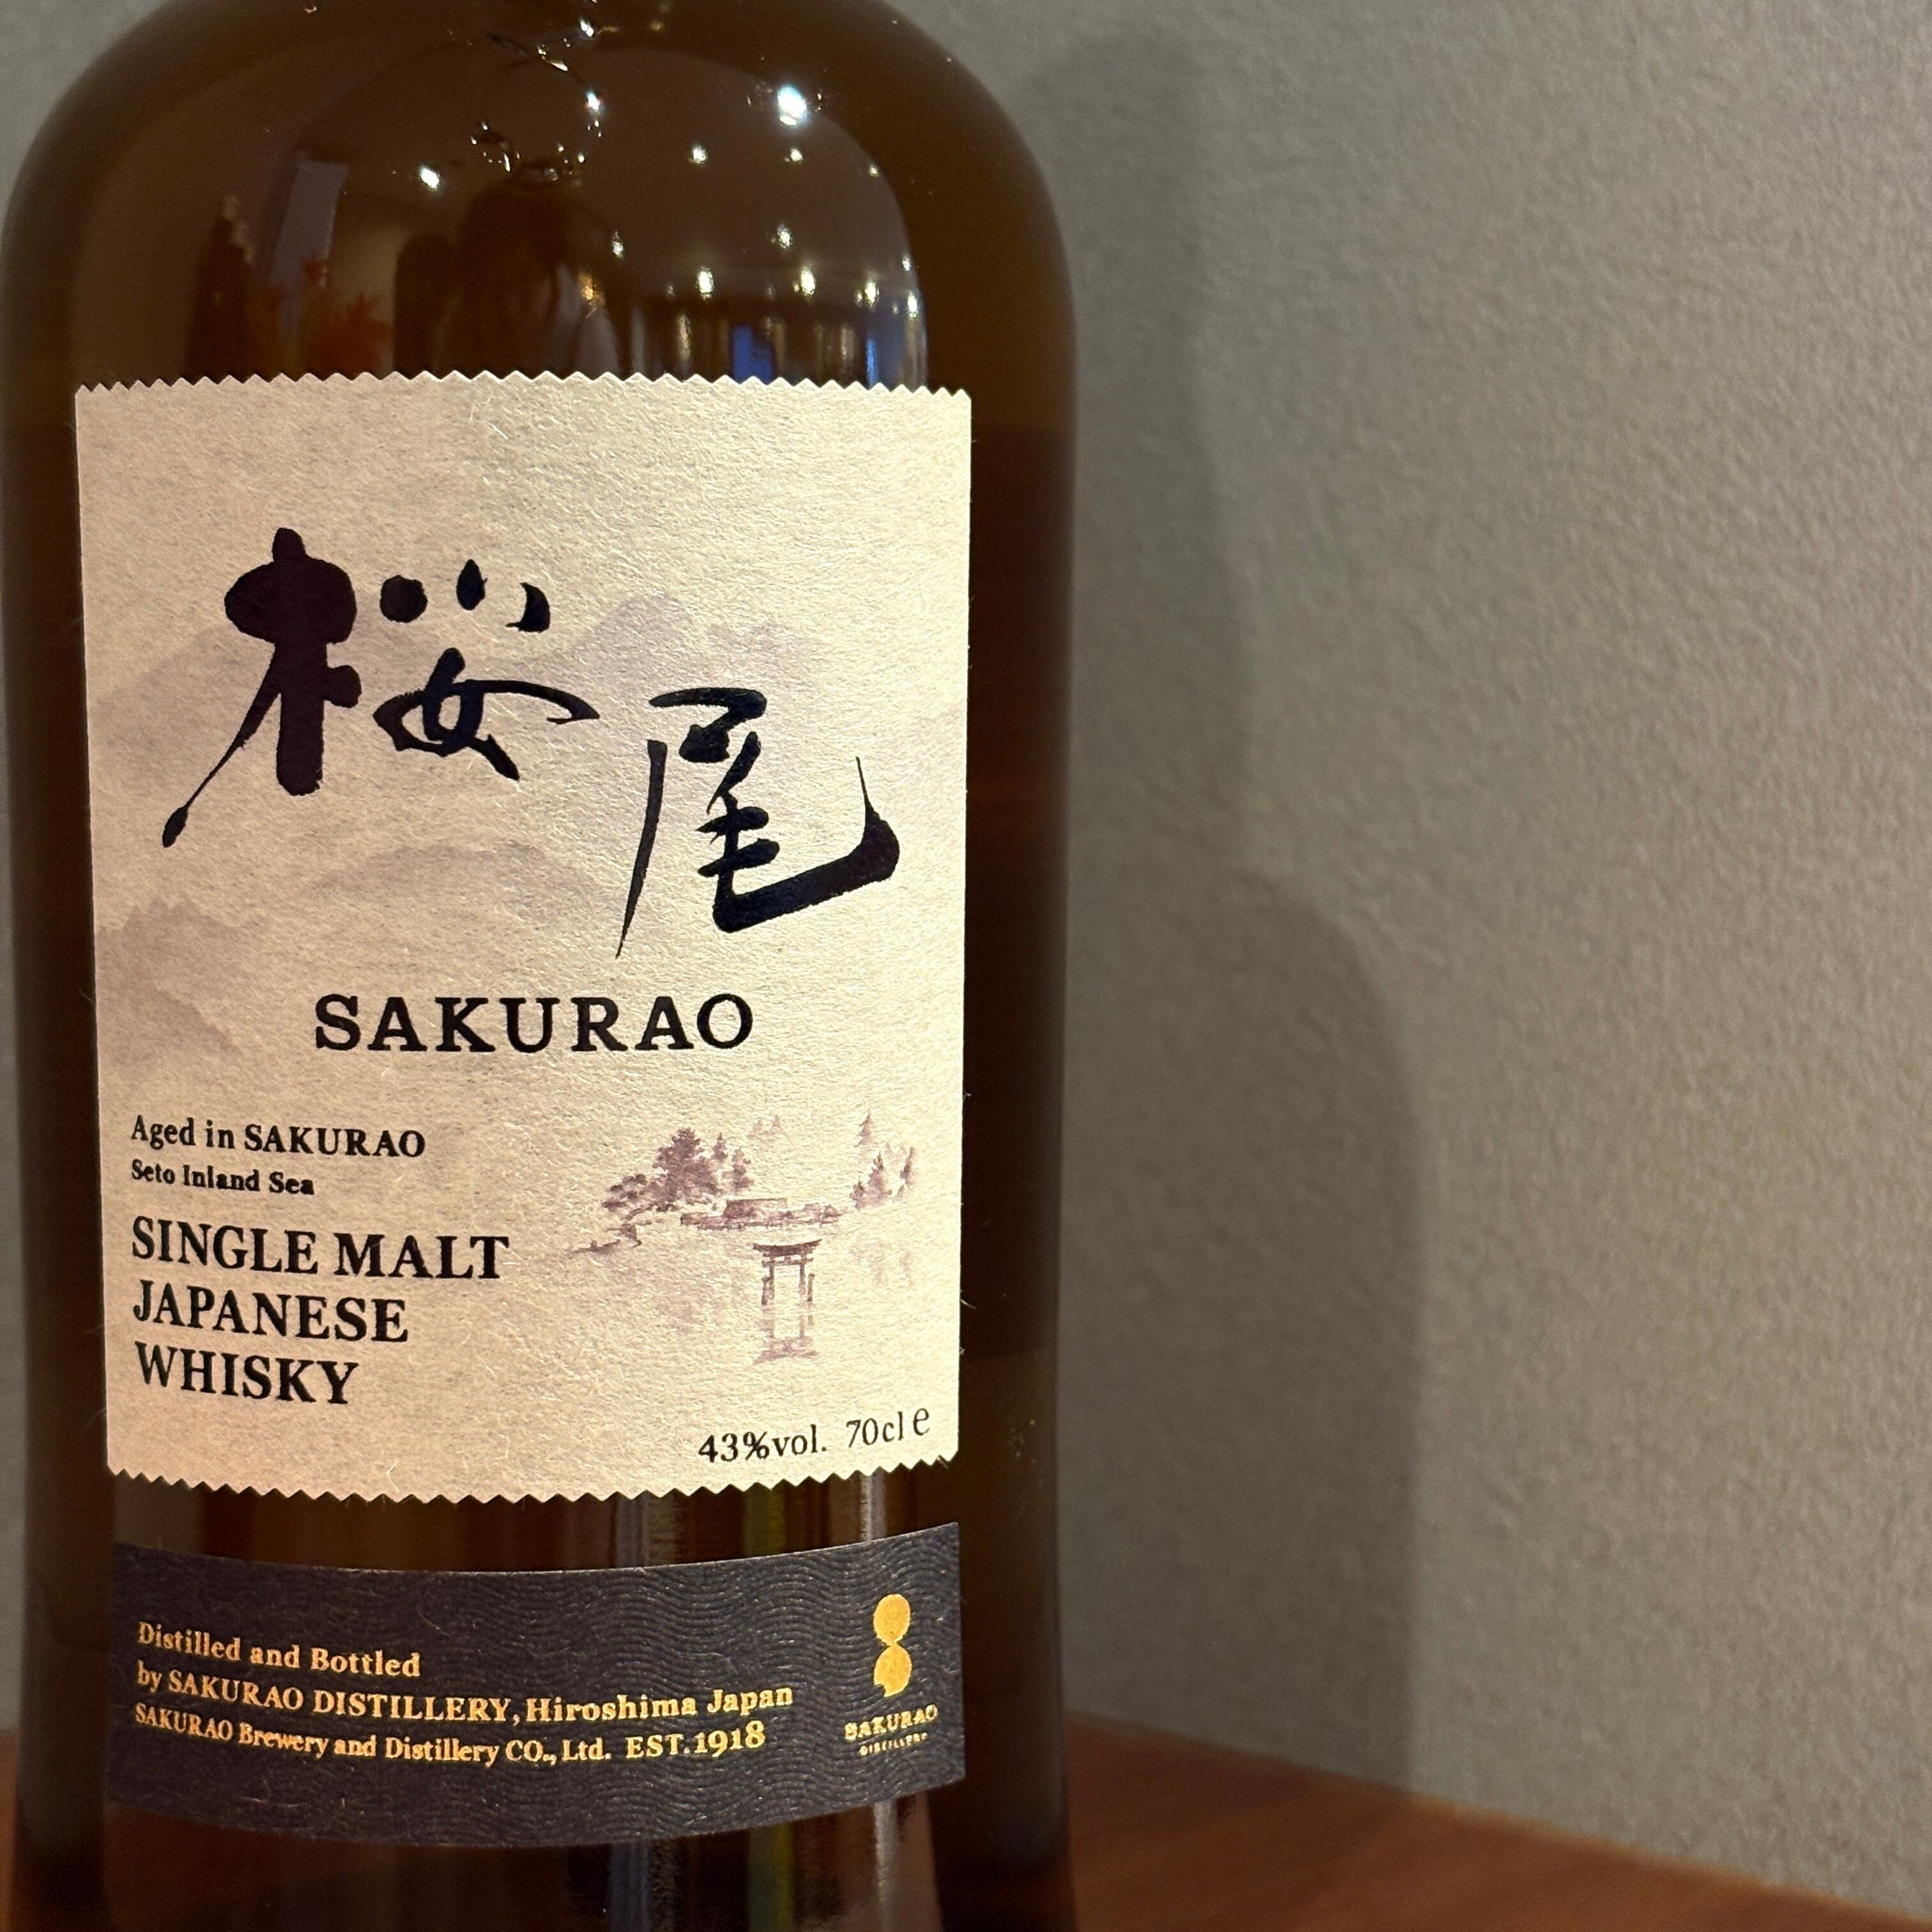 桜尾
SAKURAO
Aged in SAKURAO
Seto Inland Sea
SINGLE MALT
JAPANESE
WHISKY
43%vol. 70cl e
Distilled and Bottled
by SAKURAO DISTILLERY, Hiroshima Japan
SAKURAO Brewery and Distillery CO., Ltd. EST. 1918
SAKURAO
DISTILLERY